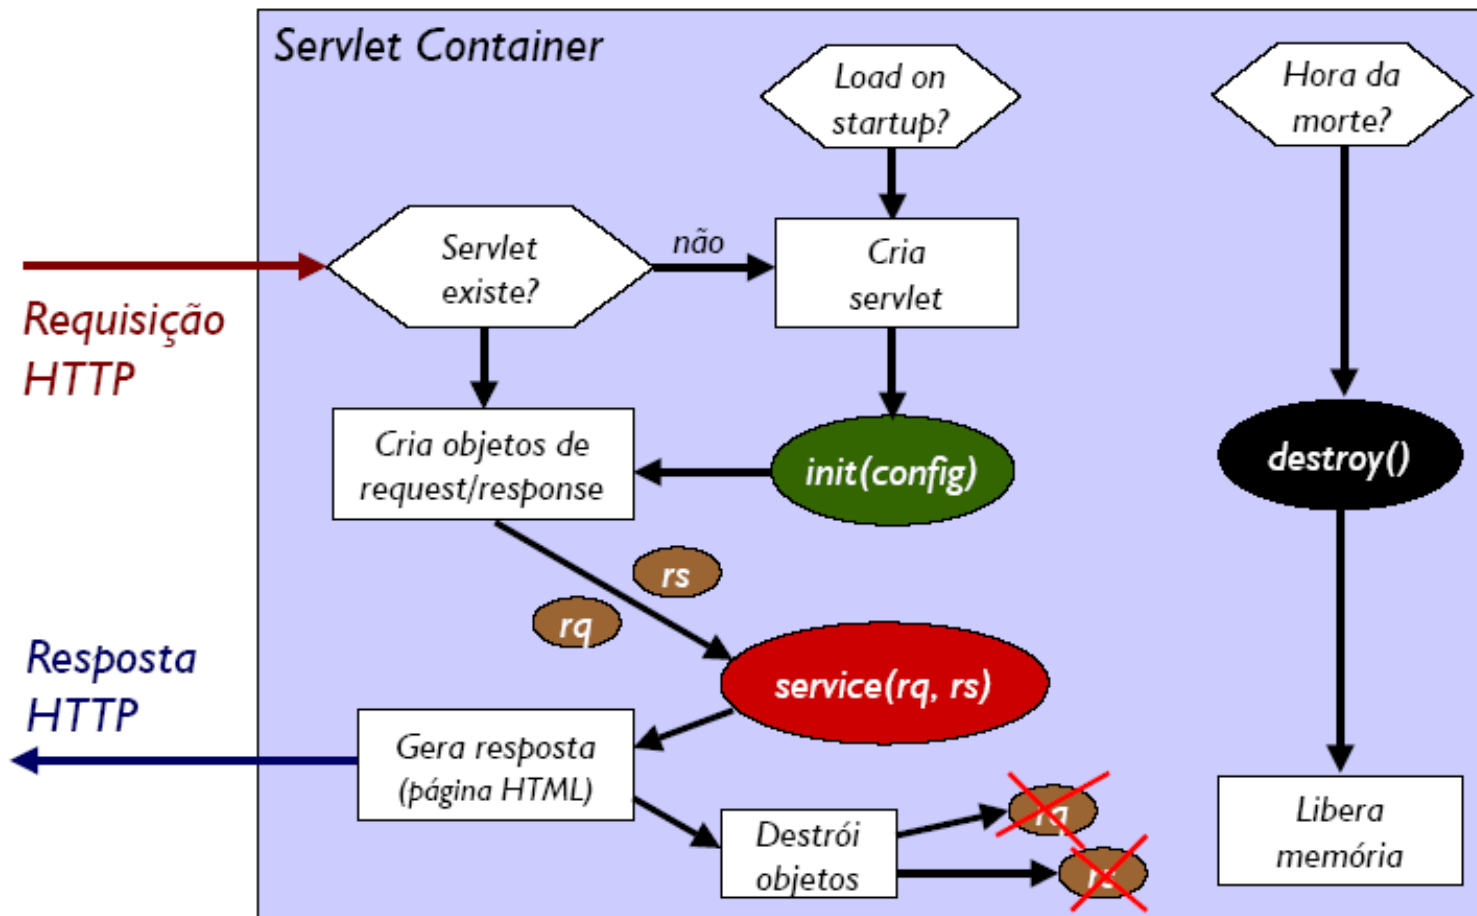 Servlet Container
Load on
startup?
Hora da
morte?
Servlet
existe?
não
Cria
servlet
Requisição
HTTP
Cria objetos de
request/response
init(config)
destroy()
rs
rq
Resposta
HTTP
service(rq, rs)
Gera resposta
(página HTML)
rq
rs
Destrói
objetos
Libera
memória